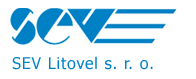 SEV
SEV Litovel s. r. o.